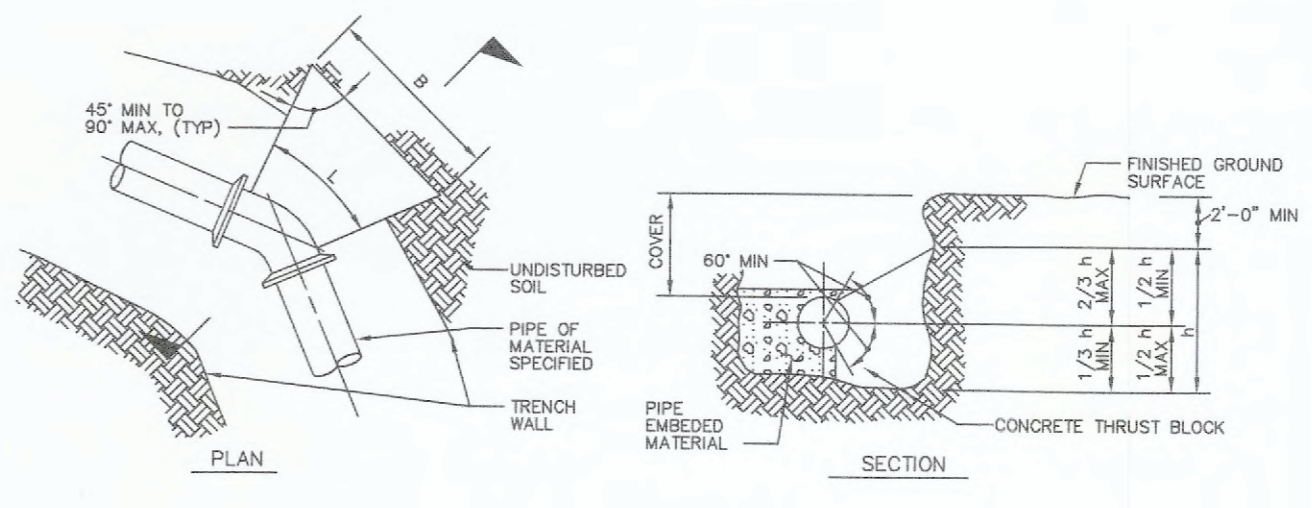 45° MIN TO
90° MAX, (TYP)
B
L
UNDISTURBED
SOIL
PIPE OF
MATERIAL
SPECIFIED
TRENCH
WALL
PLAN
FINISHED GROUND
SURFACE
2'-0" MIN
COVER
60° MIN
2/3 h
MAX
1/2 h
MIN
h
1/3 h
MIN
1/2 h
MAX
PIPE
EMBEDED
MATERIAL
CONCRETE THRUST BLOCK
SECTION